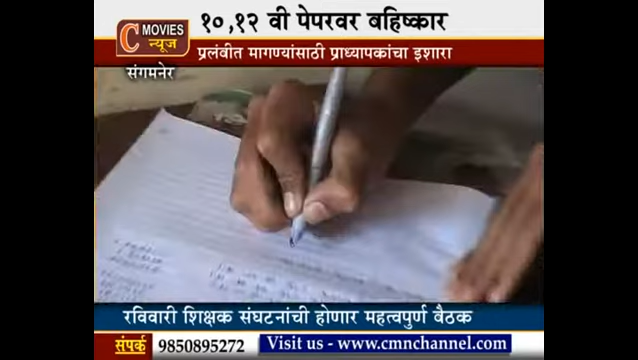 C MOVIES न्यूज
१०,१२ वी पेपरवर बहिष्कार
प्रलंबीत मागण्यांसाठी प्राध्यापकांचा इशारा
संगमनेर
रविवारी शिक्षक संघटनांची होणार महत्वपुर्ण बैठक
संपर्क 9850895272 Visit us - www.cmnchannel.com